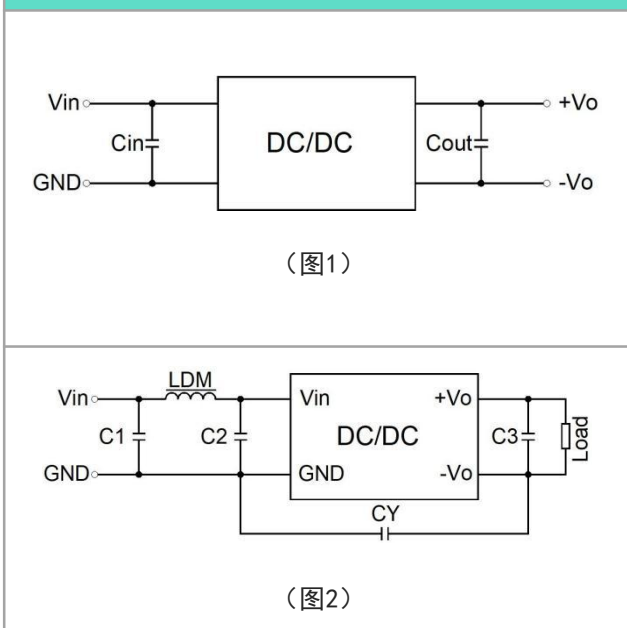 Vin
+Vo
Cin
DC/DC
Cout
GND
-Vo
（图1）
LDM
Vin
Vin
+Vo
C1
C2
DC/DC
C3
Load
GND
GND
-Vo
CY
（图2）